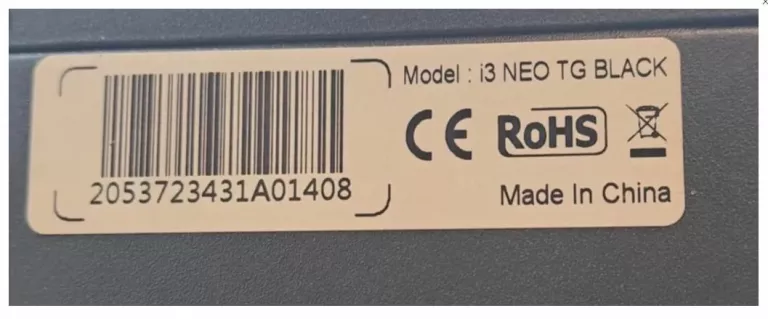 Model : i3 NEO TG BLACK
CE RoHS
2053723431A01408
Made In China